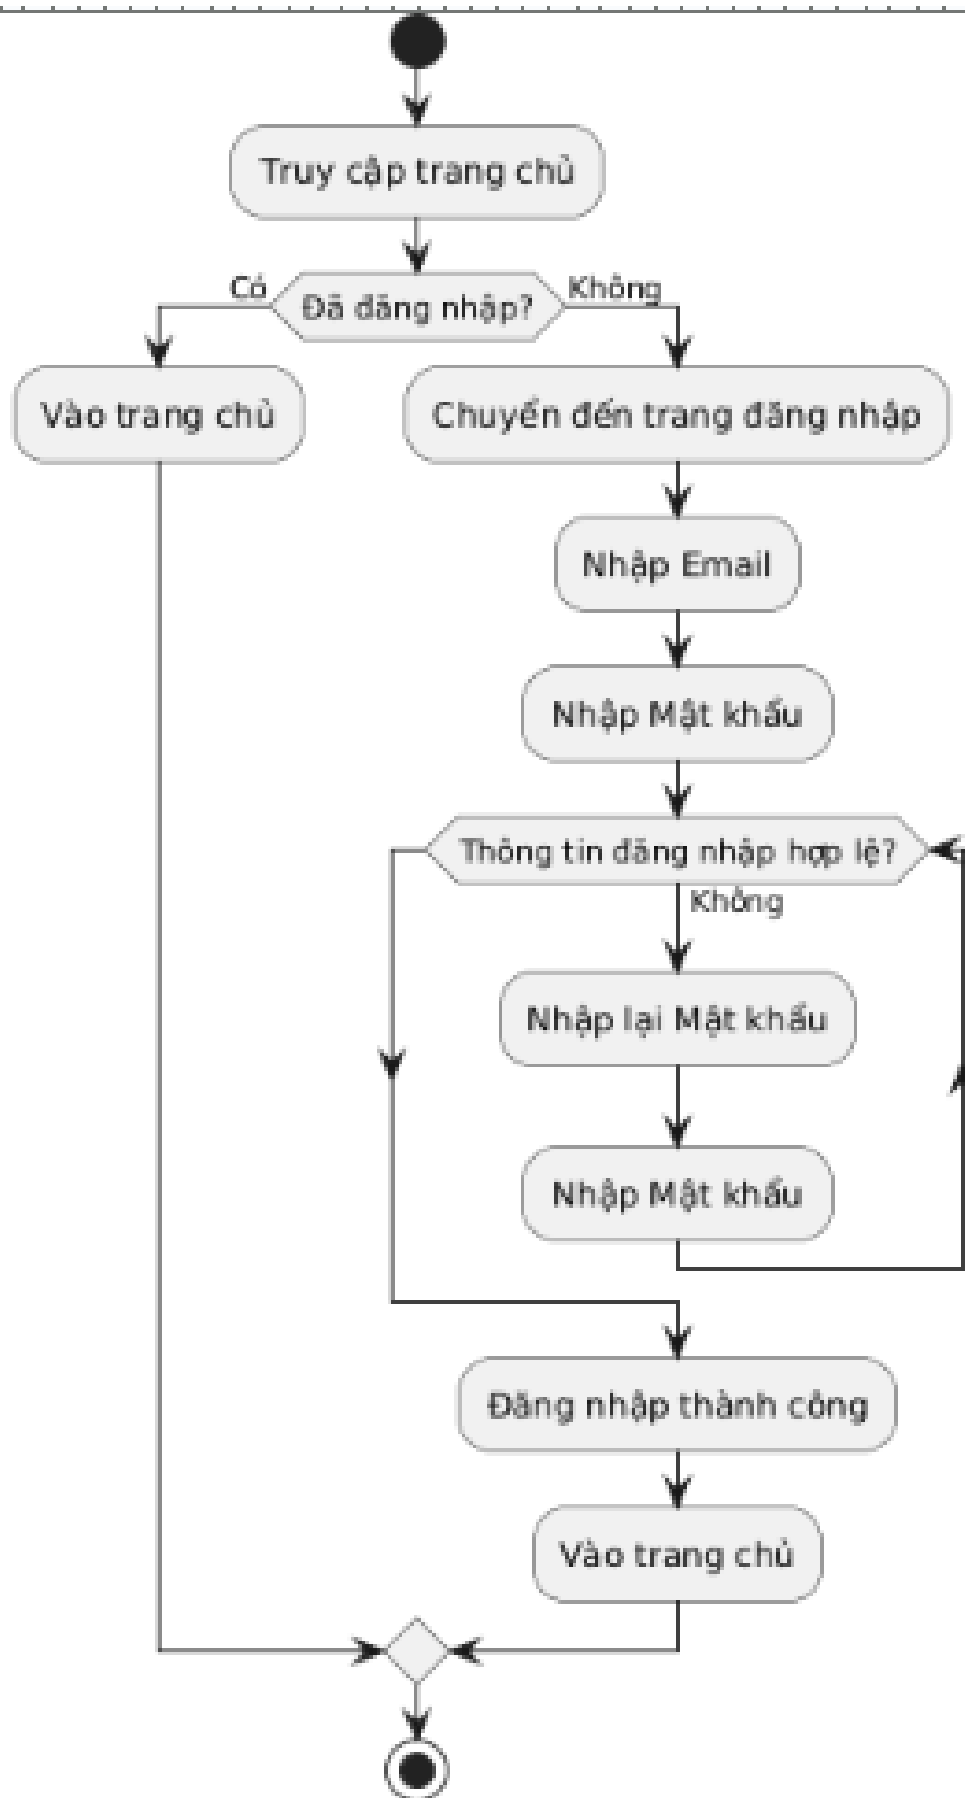 Truy cập trang chủ
Có
Đã đăng nhập?
Không
Vào trang chủ
Chuyển đến trang đăng nhập
Nhập Email
Nhập Mật khẩu
Thông tin đăng nhập hợp lệ?
Không
Nhập lại Mật khẩu
Nhập Mật khẩu
Đăng nhập thành công
Vào trang chủ